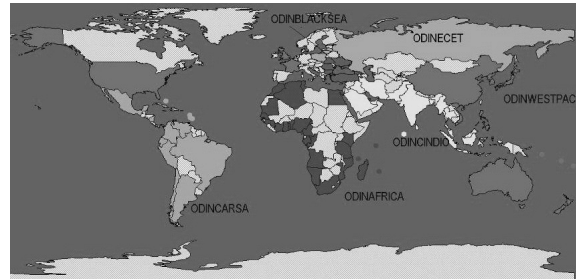 ODINBLACKSEA
ODINECET
ODINWESTPAC
ODINCINDIO
ODINAFRICA
ODINCARSA